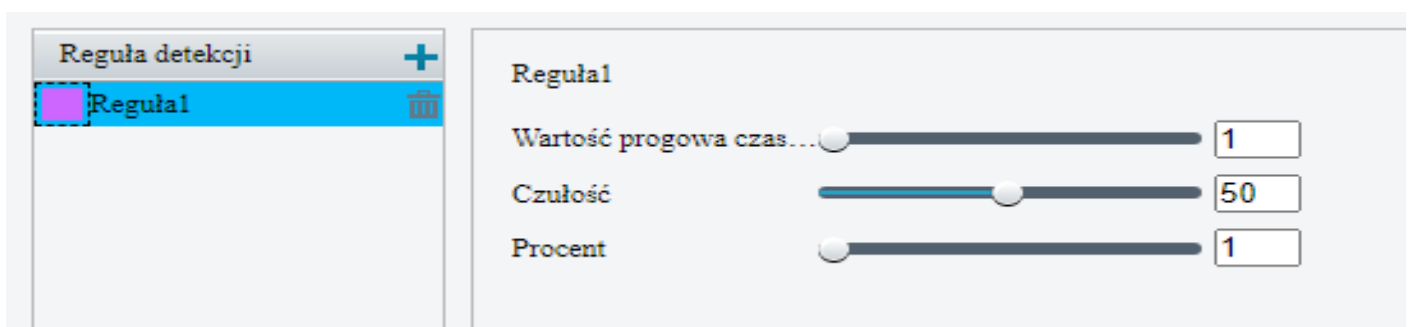 Reguła detekcji
Reguła1
Reguła1
Wartość progowa czas... 1
Czułość 50
Procent 1